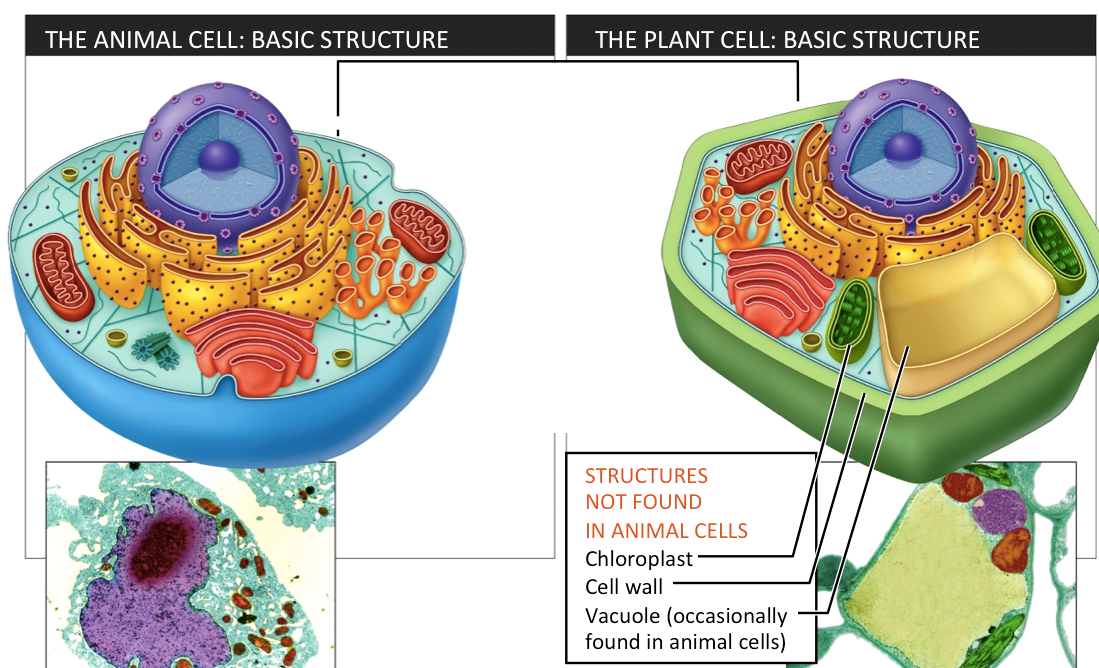 THE ANIMAL CELL: BASIC STRUCTURE
THE PLANT CELL: BASIC STRUCTURE
STRUCTURES
NOT FOUND
IN ANIMAL CELLS
Chloroplast
Cell wall
Vacuole (occasionally
found in animal cells)